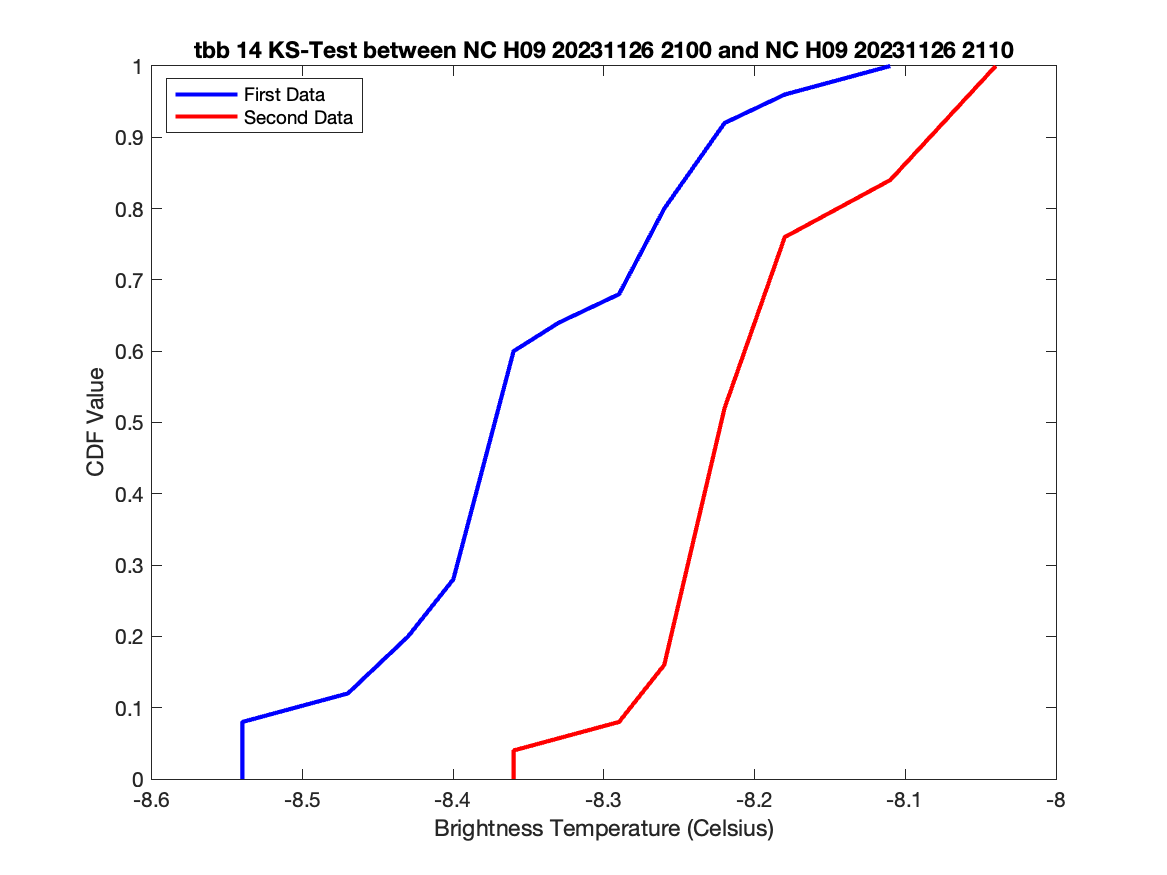 tbb 14 KS-Test between NC H09 20231126 2100 and NC H09 20231126 2110
First Data
Second Data
1
0.9
0.8
0.7
0.6
0.5
0.4
0.3
0.2
0.1
0
CDF Value
-8.6 -8.5 -8.4 -8.3 -8.2 -8.1 -8
Brightness Temperature (Celsius)